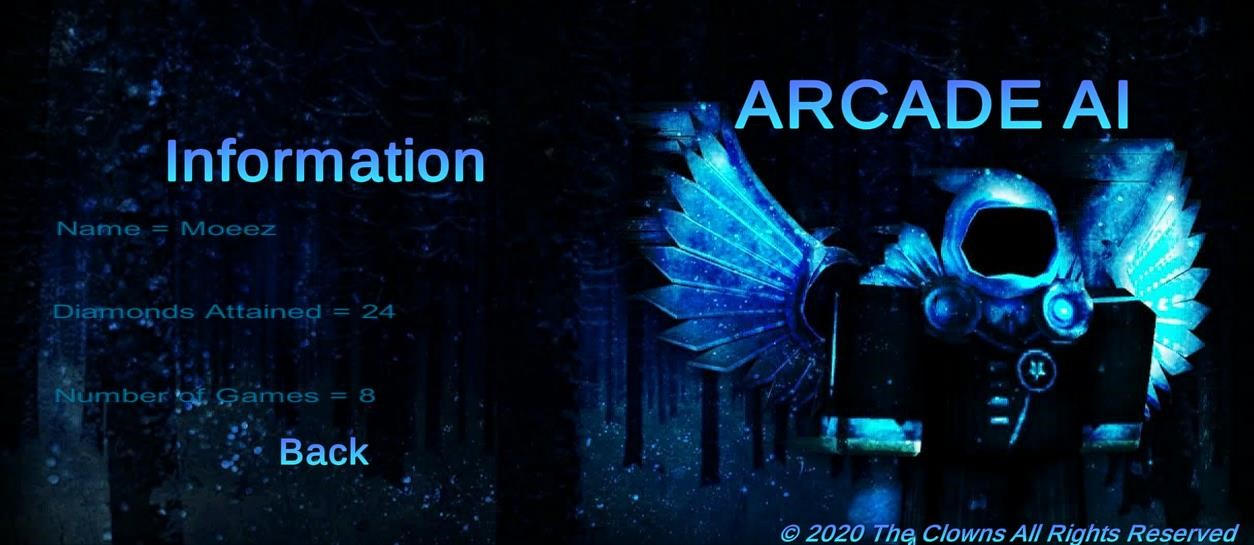 ARCADE AI
Information
Name = Moeez
Diamonds Attained = 24
Number of Games = 8
Back
© 2020 The Clowns All Rights Reserved